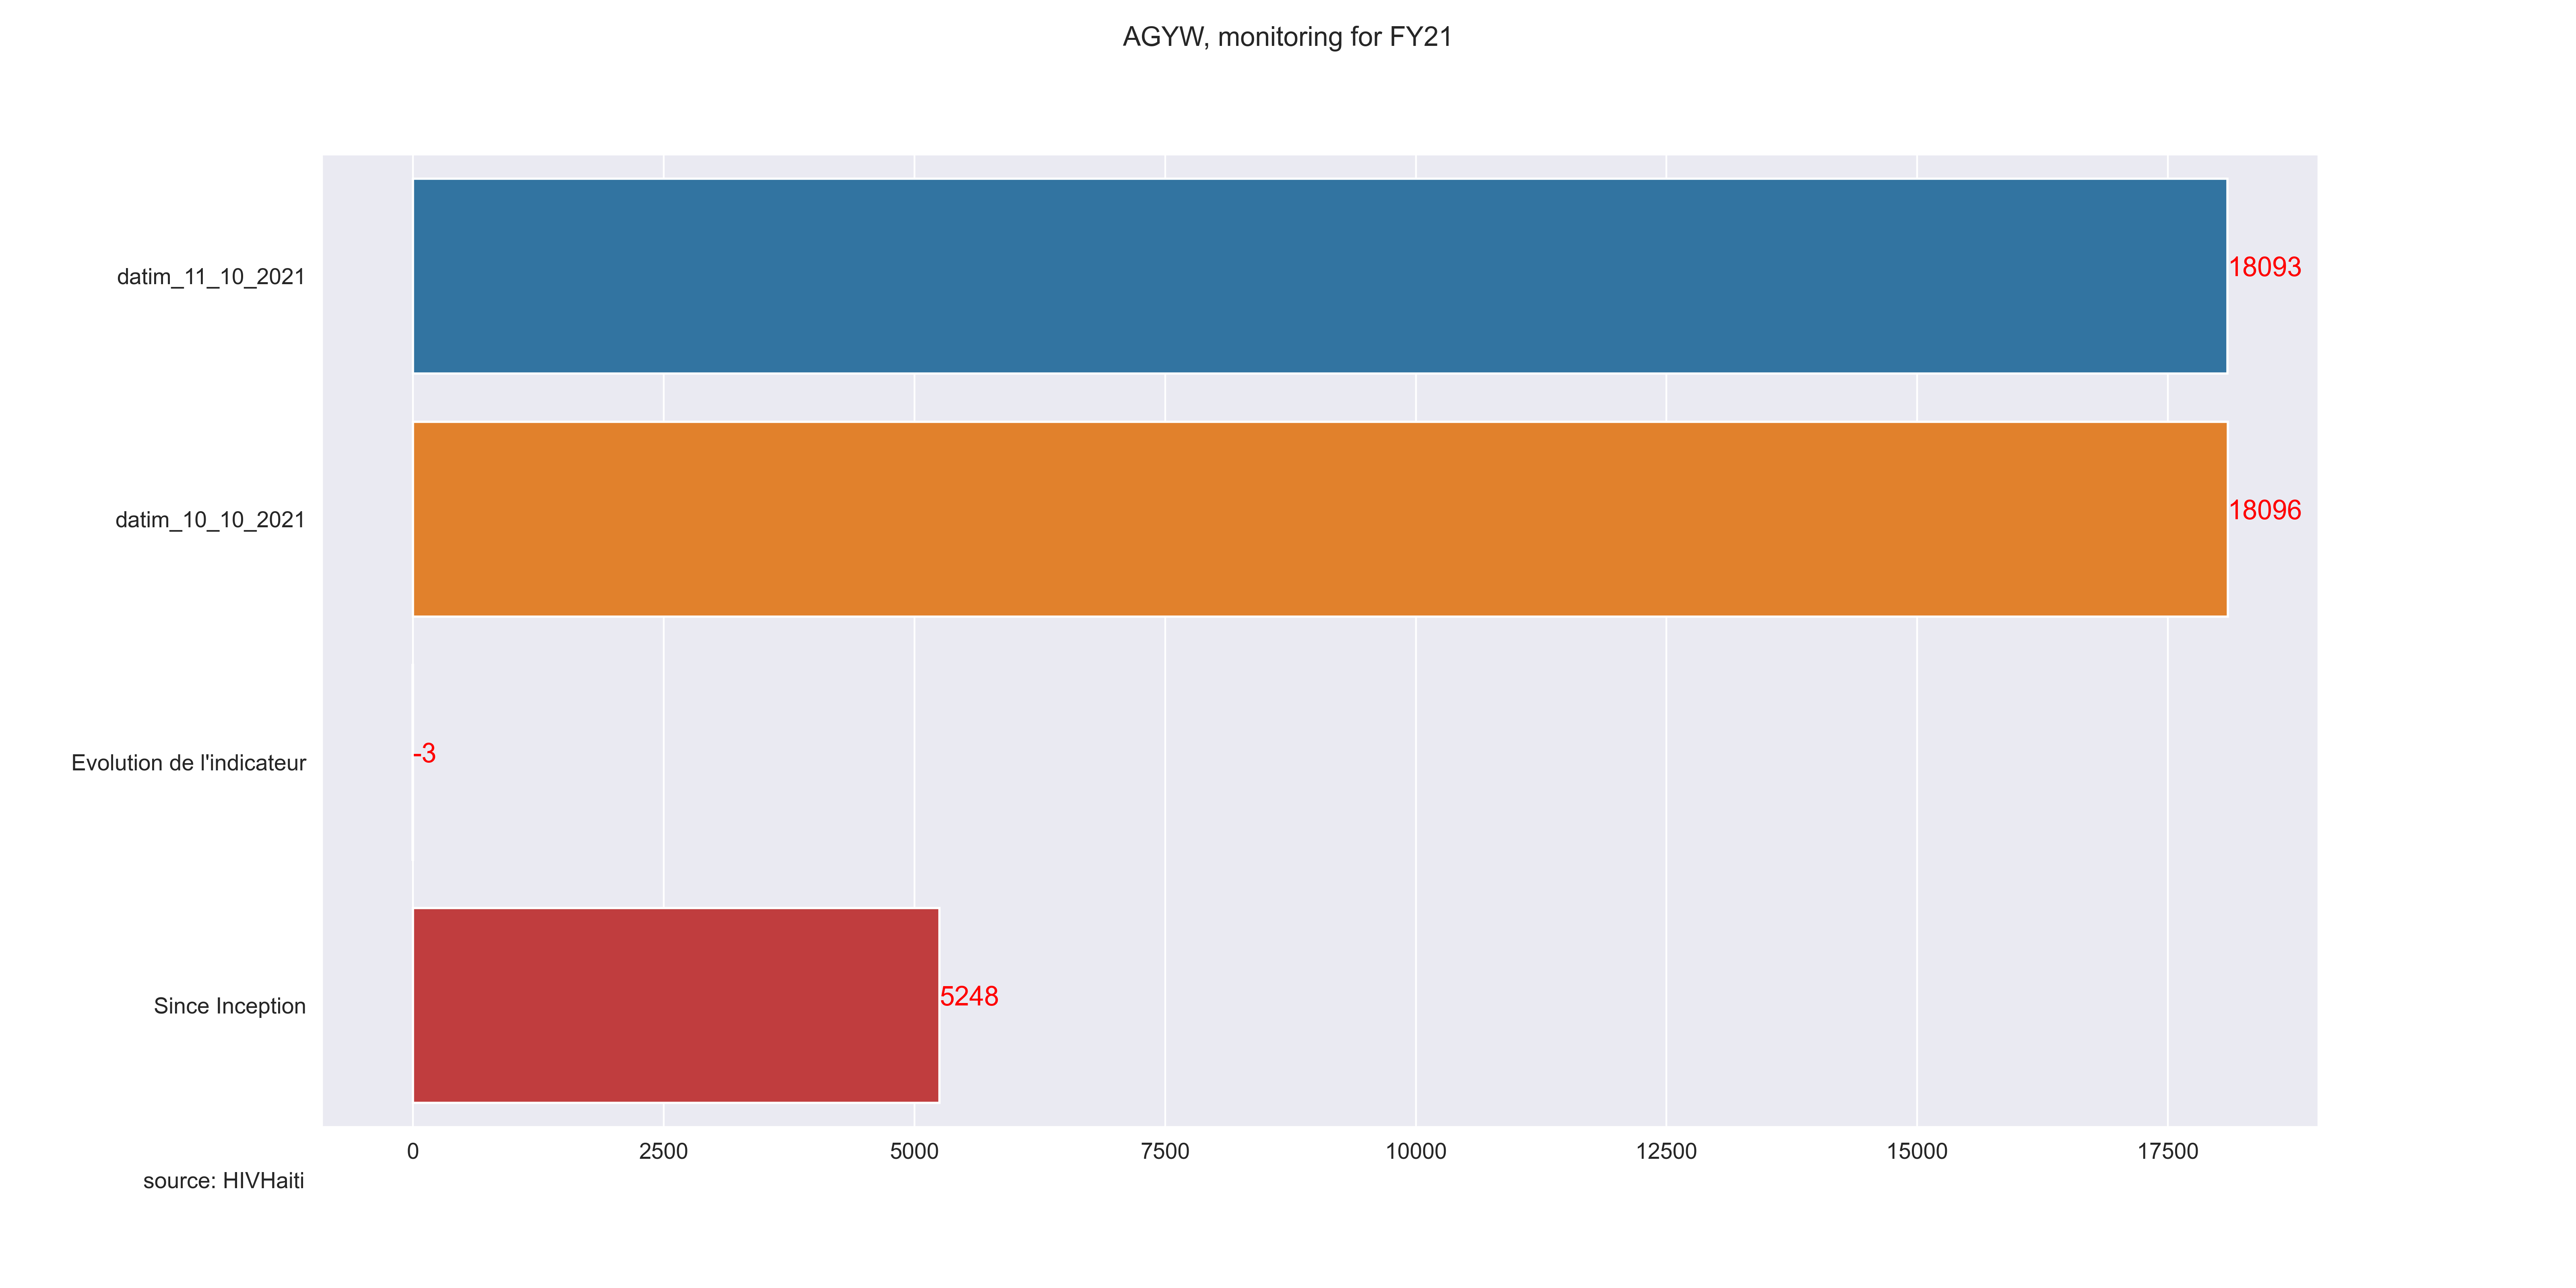 AGYW, monitoring for FY21
datim_11_10_2021
18093
datim_10_10_2021
18096
Evolution de l'indicateur
-3
Since Inception
5248
0 2500 5000 7500 10000 12500 15000 17500
source: HIVHaiti